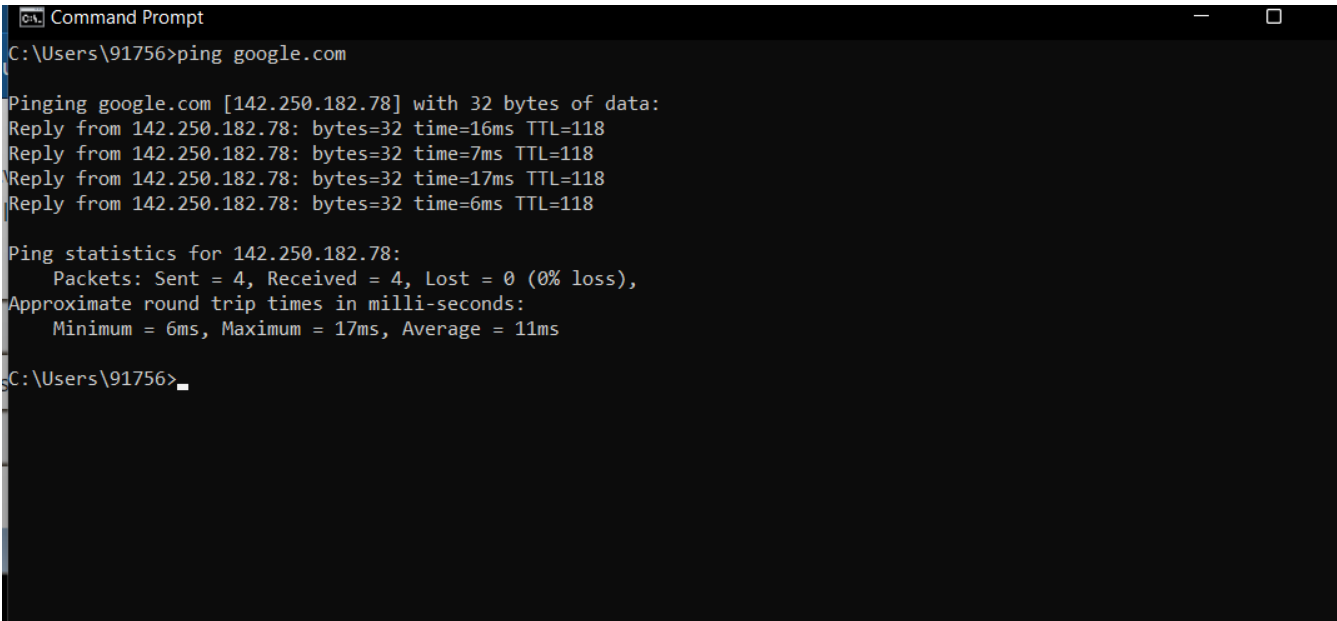 Command Prompt
C:\Users\91756>ping google.com
Pinging google.com [142.250.182.78] with 32 bytes of data:
Reply from 142.250.182.78: bytes=32 time=16ms TTL=118
Reply from 142.250.182.78: bytes=32 time=7ms TTL=118
Reply from 142.250.182.78: bytes=32 time=17ms TTL=118
Reply from 142.250.182.78: bytes=32 time=6ms TTL=118
Ping statistics for 142.250.182.78:
    Packets: Sent = 4, Received = 4, Lost = 0 (0% loss),
Approximate round trip times in milli-seconds:
    Minimum = 6ms, Maximum = 17ms, Average = 11ms
C:\Users\91756>